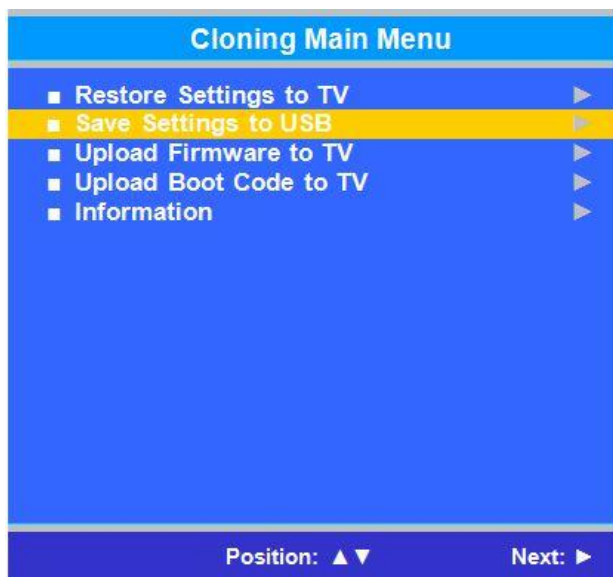 Cloning Main Menu
■ Restore Settings to TV ▶
■ Save Settings to USB ▶
■ Upload Firmware to TV ▶
■ Upload Boot Code to TV ▶
■ Information ▶
Position: ▲▼ Next: ▶